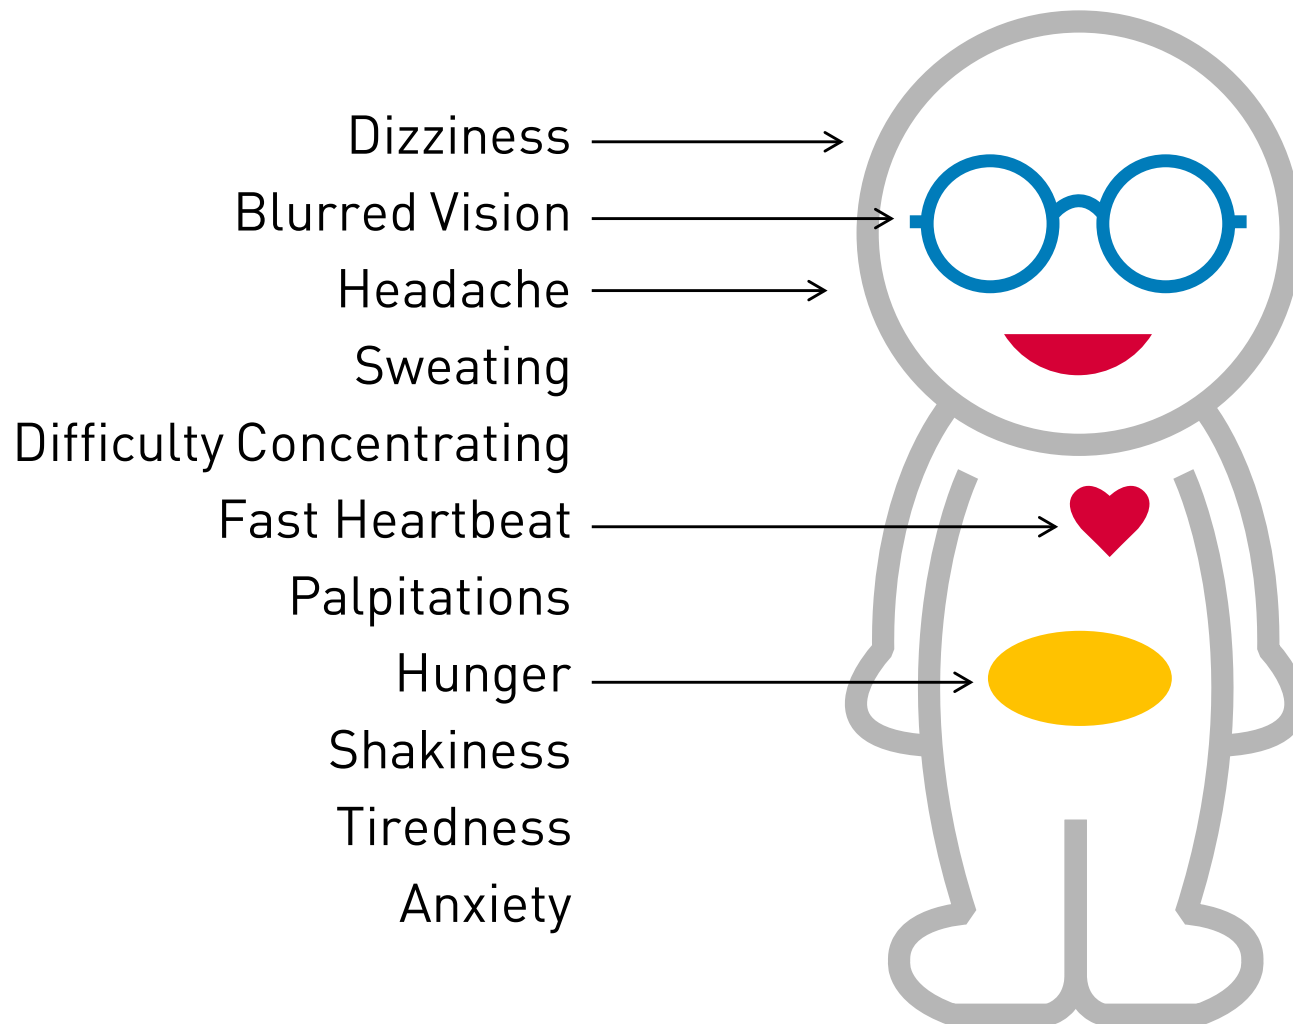 Dizziness
Blurred Vision
Headache
Sweating
Difficulty Concentrating
Fast Heartbeat
Palpitations
Hunger
Shakiness
Tiredness
Anxiety